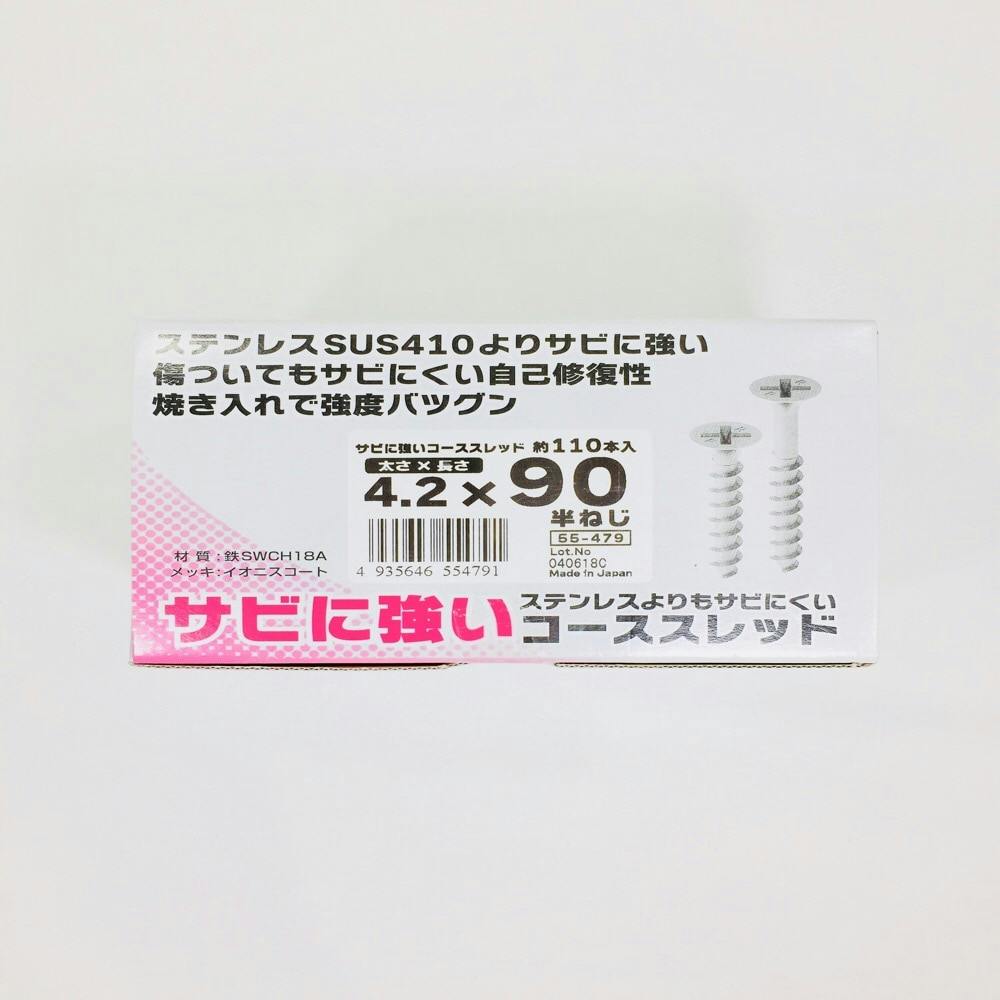 ステンレスSUS410よりサビに強い
傷ついてもサビにくい自己修復性
焼き入れで強度バツグン
サビに強いコーススレッド 約110本入
太さ×長さ
4.2×90
半ねじ
55-479
Lot.No
040618C
Made in Japan
4 935646 554791
材 質:鉄SWCH18A
メッキ:イオニスコート
サビに強い
ステンレスよりもサビにくい
コーススレッド